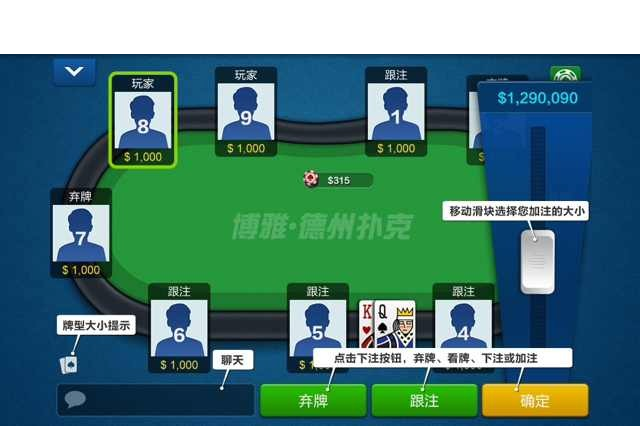 玩家
8
$ 1,000
玩家
9
$ 1,000
跟注
1
$ 1,000
$1,290,090
$315
移动滑块选择您加注的大小
弃牌
7
$ 1,000
博雅·德州扑克
跟注
6
$ 1,000
跟注
5
K
Q
跟注
4
牌型大小提示
聊天
点击下注按钮，弃牌、看牌、下注或加注
弃牌
跟注
确定